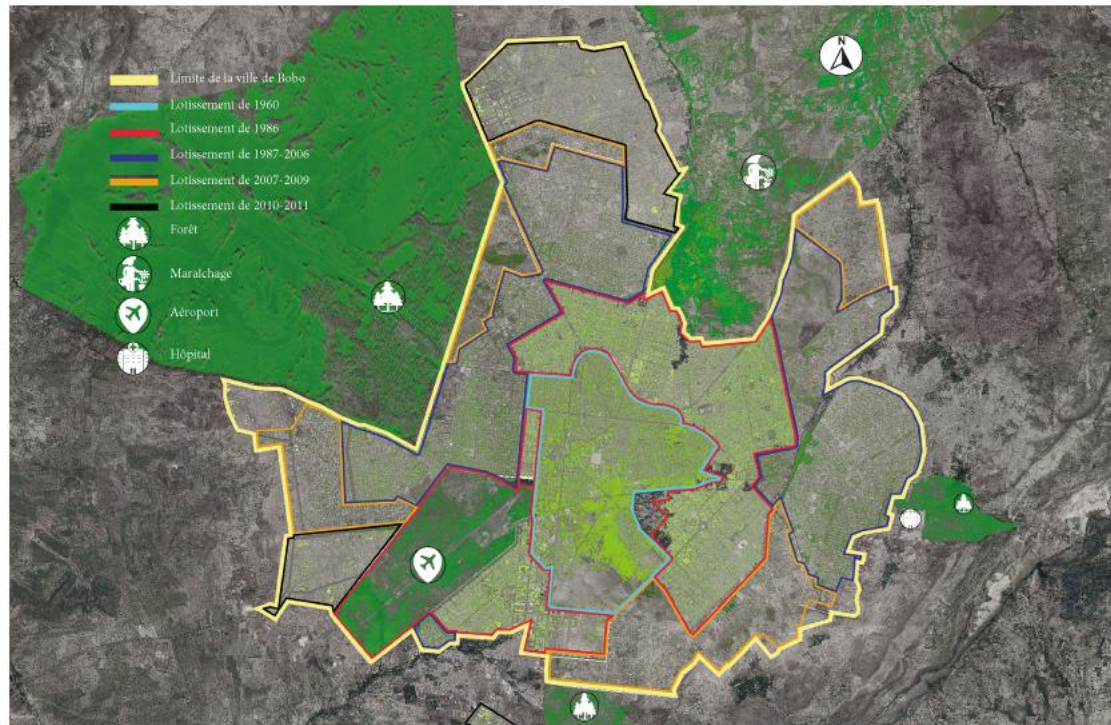 N
Limite de la ville de Bobo
Lotissement de 1960
Lotissement de 1986
Lotissement de 1987-2006
Lotissement de 2007-2009
Lotissement de 2010-2011
Forêt
Maraîchage
Aéroport
Hôpital